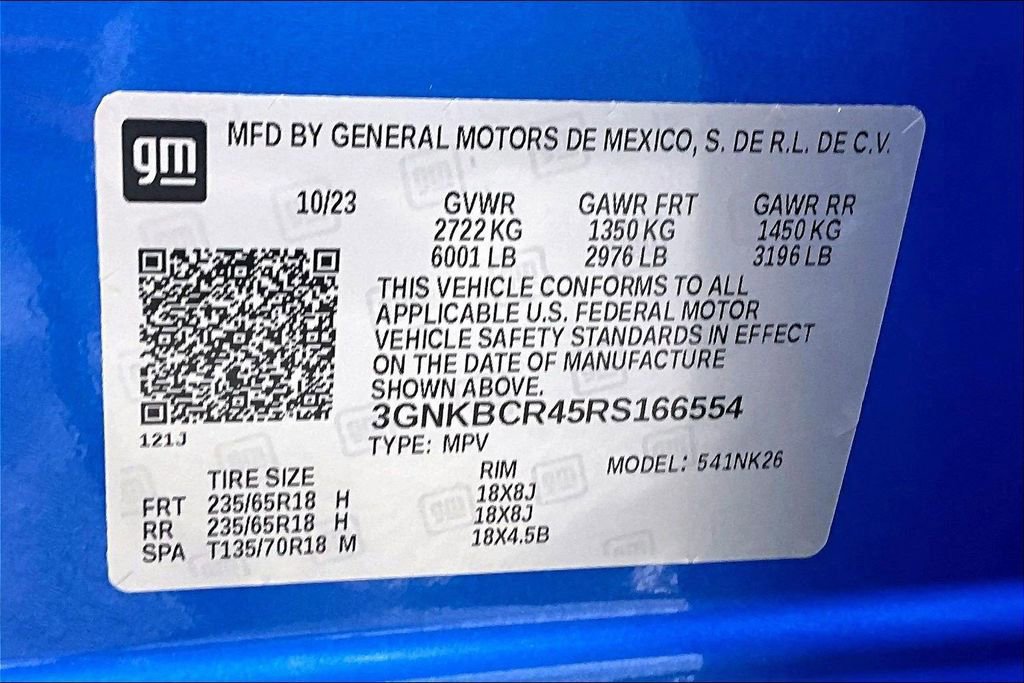 gm MFD BY GENERAL MOTORS DE MEXICO, S. DE R.L. DE C.V.
10/23 GVWR GAWR FRT GAWR RR
2722 KG 1350 KG 1450 KG
6001 LB 2976 LB 3196 LB
THIS VEHICLE CONFORMS TO ALL
APPLICABLE U.S. FEDERAL MOTOR
VEHICLE SAFETY STANDARDS IN EFFECT
ON THE DATE OF MANUFACTURE
SHOWN ABOVE.
3GNKBCR45RS166554
121J
TYPE: MPV
TIRE SIZE RIM MODEL: 541NK26
FRT 235/65R18 H 18X8J
RR 235/65R18 H 18X8J
SPA T135/70R18 M 18X4.5B